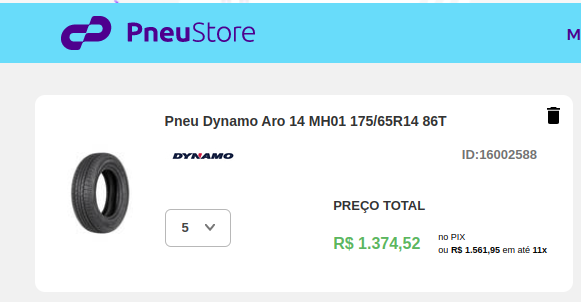 PneuStore
M
Pneu Dynamo Aro 14 MH01 175/65R14 86T
DYNAMO
ID:16002588
PREÇO TOTAL
5
R$ 1.374,52
no PIX
ou R$ 1.561,95 em até 11x